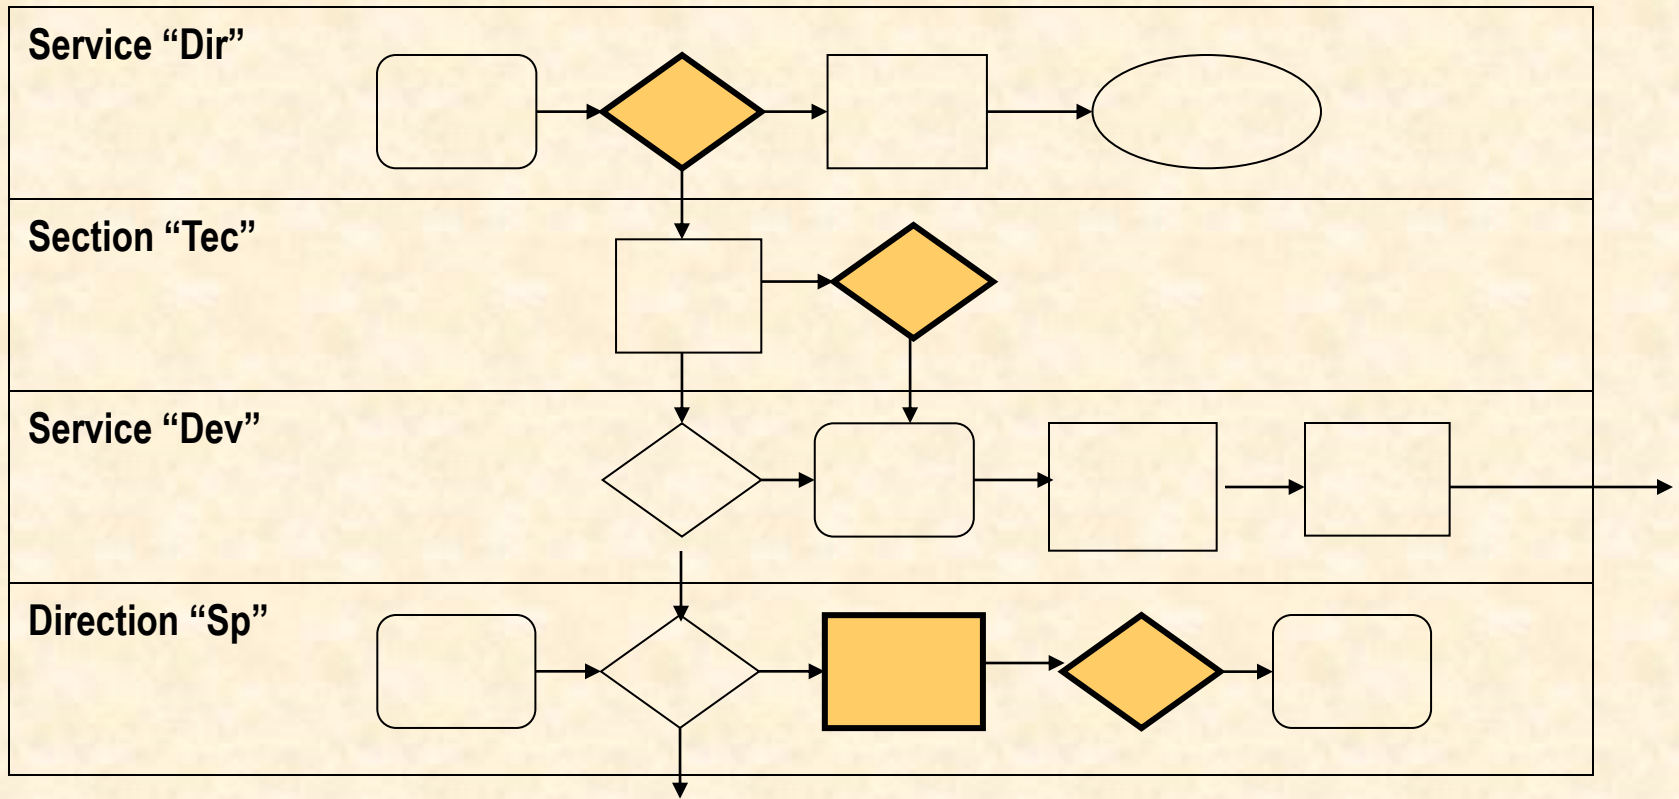 Service “Dir”
Section “Tec”
Service “Dev”
Direction “Sp”